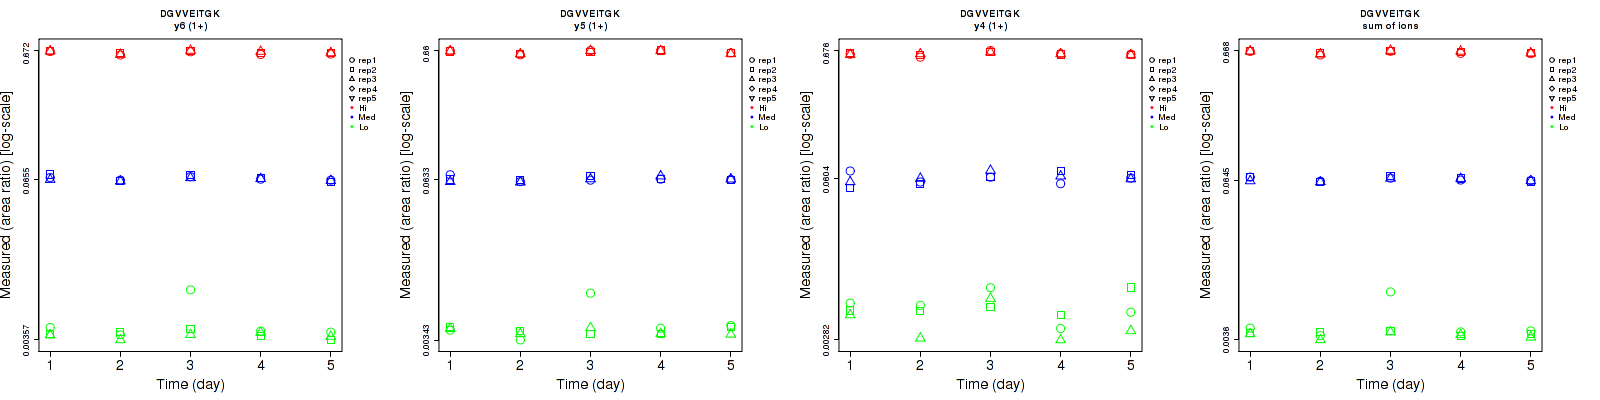 DGVVEITGK
y6 (1+)
Measured (area ratio) [log-scale]
0.672
0.0655
0.00357
1 2 3 4 5
Time (day)
rep1
rep2
rep3
rep4
rep5
Hi
Med
Lo
DGVVEITGK
y5 (1+)
Measured (area ratio) [log-scale]
0.66
0.0633
0.00343
1 2 3 4 5
Time (day)
rep1
rep2
rep3
rep4
rep5
Hi
Med
Lo
DGVVEITGK
y4 (1+)
Measured (area ratio) [log-scale]
0.676
0.0604
0.00282
1 2 3 4 5
Time (day)
rep1
rep2
rep3
rep4
rep5
Hi
Med
Lo
DGVVEITGK
sum of ions
Measured (area ratio) [log-scale]
0.668
0.0645
0.0036
1 2 3 4 5
Time (day)
rep1
rep2
rep3
rep4
rep5
Hi
Med
Lo